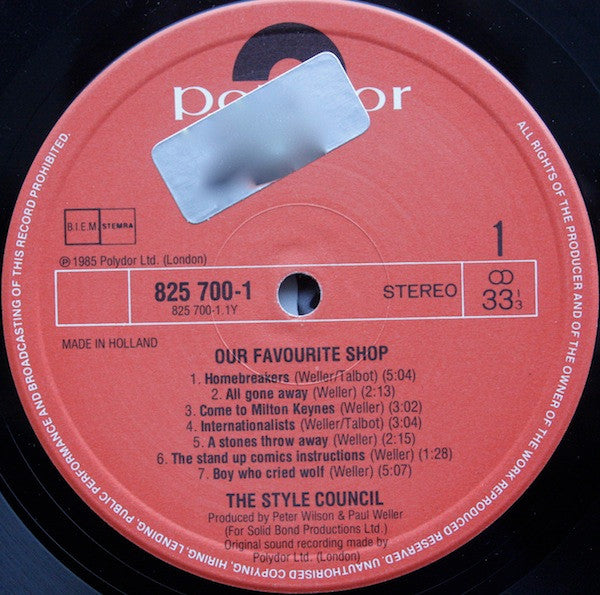 po  or
B.I.E.M. STEMRA
℗ 1985 Polydor Ltd. (London)
1
825 700-1
825 700-1.1Y
STEREO
33 1/3
MADE IN HOLLAND
OUR FAVOURITE SHOP
1. Homebreakers (Weller/Talbot) (5:04)
2. All gone away (Weller) (2:13)
3. Come to Milton Keynes (Weller) (3:02)
4. Internationalists (Weller/Talbot) (3:04)
5. A stones throw away (Weller) (2:15)
6. The stand up comics instructions (Weller) (1:28)
7. Boy who cried wolf (Weller) (5:07)
THE STYLE COUNCIL
Produced by Peter Wilson & Paul Weller
(For Solid Bond Productions Ltd.)
Original sound recording made by
Polydor Ltd. (London)
ALL RIGHTS OF THE PRODUCER AND OF THE OWNER OF THE WORK REPRODUCED RESERVED. UNAUTHORISED COPYING, HIRING, LENDING, PUBLIC PERFORMANCE AND BROADCASTING OF THIS RECORD PROHIBITED.